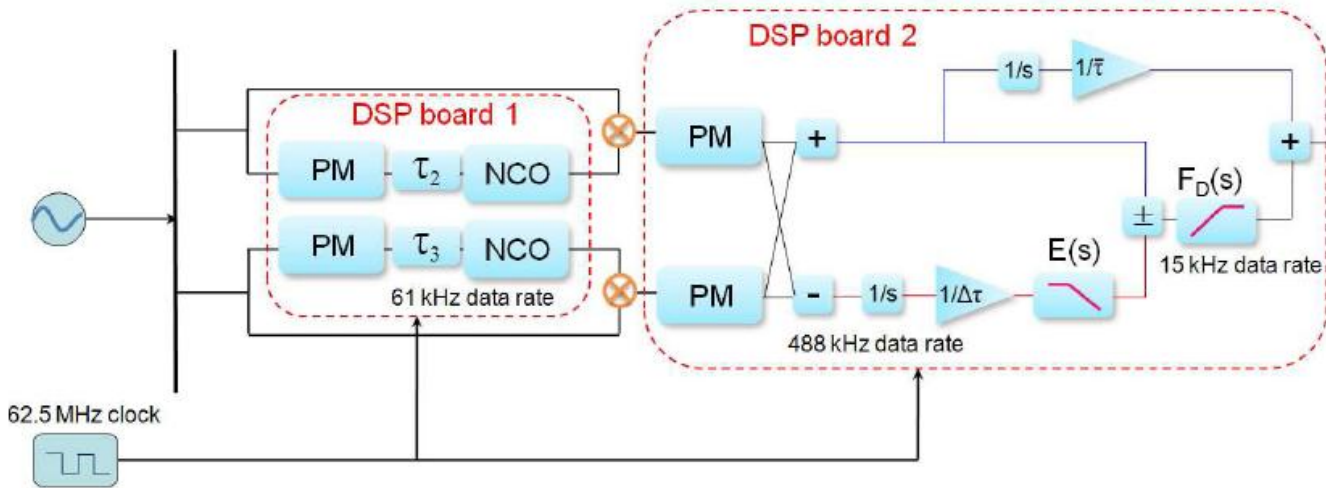 DSP board 2
1/s
1/τ̄
DSP board 1
PM
τ₂
NCO
PM
+
+
F_D(s)
±
PM
τ₃
NCO
E(s)
61 kHz data rate
PM
-
1/s
1/Δτ
15 kHz data rate
488 kHz data rate
62.5 MHz clock